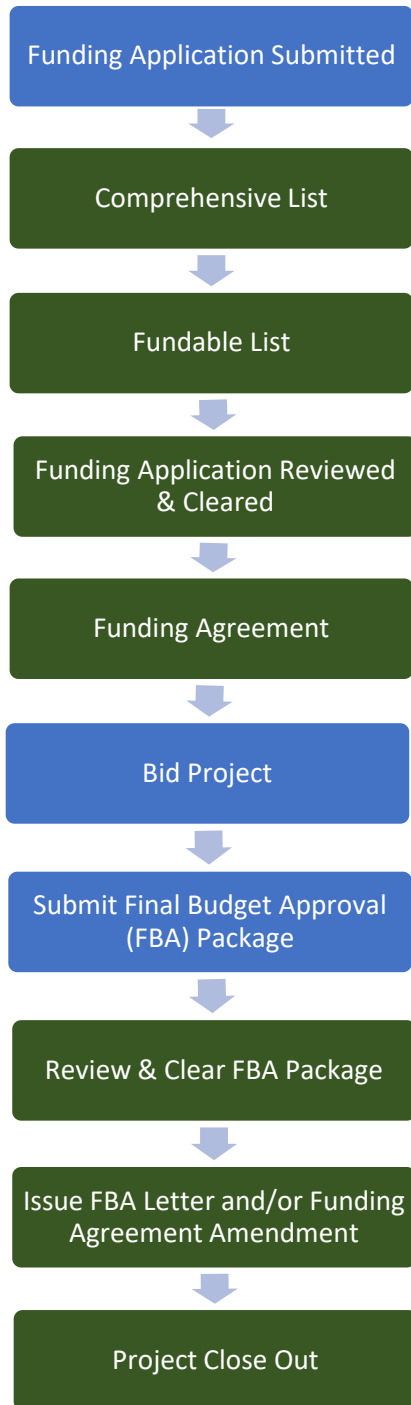 Funding Application Submitted
Comprehensive List
Fundable List
Funding Application Reviewed
& Cleared
Funding Agreement
Bid Project
Submit Final Budget Approval
(FBA) Package
Review & Clear FBA Package
Issue FBA Letter and/or Funding
Agreement Amendment
Project Close Out